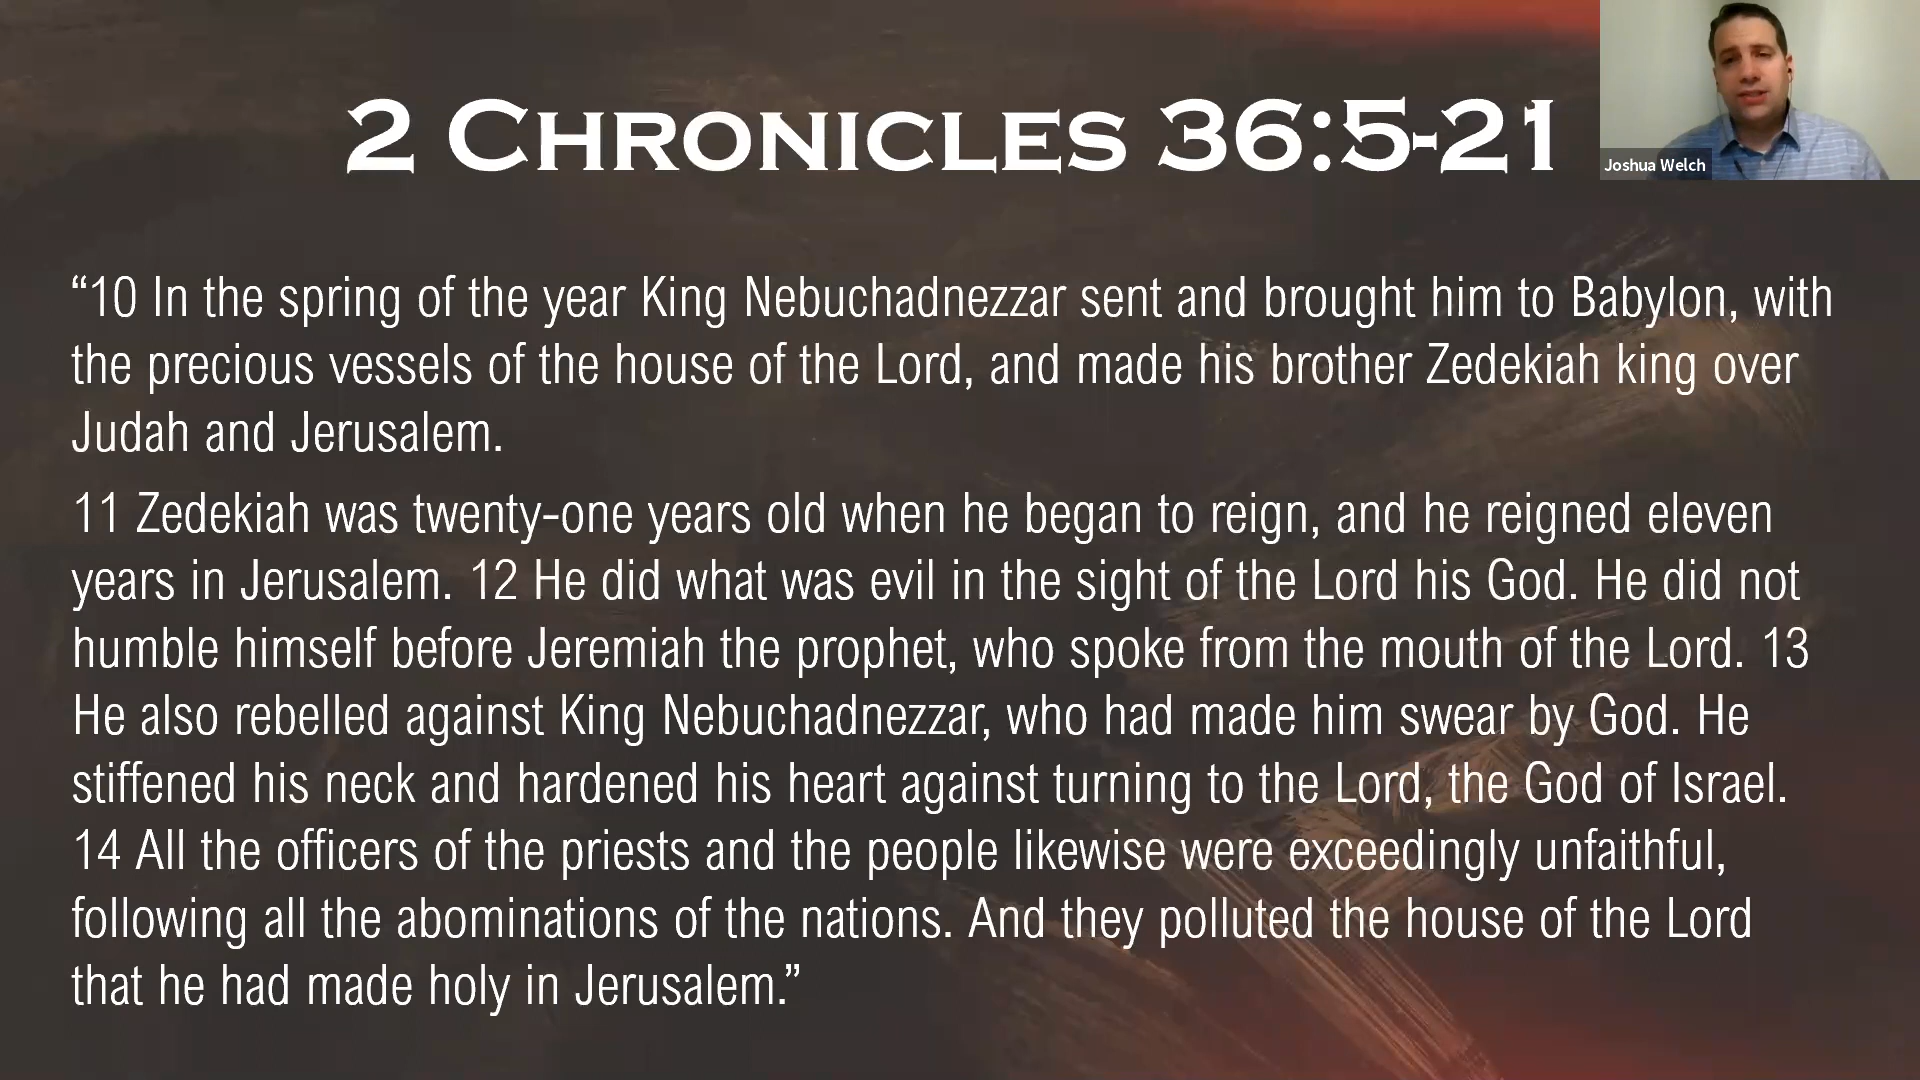 2 CHRONICLES 36:5-21
Joshua Welch
“10 In the spring of the year King Nebuchadnezzar sent and brought him to Babylon, with
the precious vessels of the house of the Lord, and made his brother Zedekiah king over
Judah and Jerusalem.
11 Zedekiah was twenty-one years old when he began to reign, and he reigned eleven
years in Jerusalem. 12 He did what was evil in the sight of the Lord his God. He did not
humble himself before Jeremiah the prophet, who spoke from the mouth of the Lord. 13
He also rebelled against King Nebuchadnezzar, who had made him swear by God. He
stiffened his neck and hardened his heart against turning to the Lord, the God of Israel.
14 All the officers of the priests and the people likewise were exceedingly unfaithful,
following all the abominations of the nations. And they polluted the house of the Lord
that he had made holy in Jerusalem.”